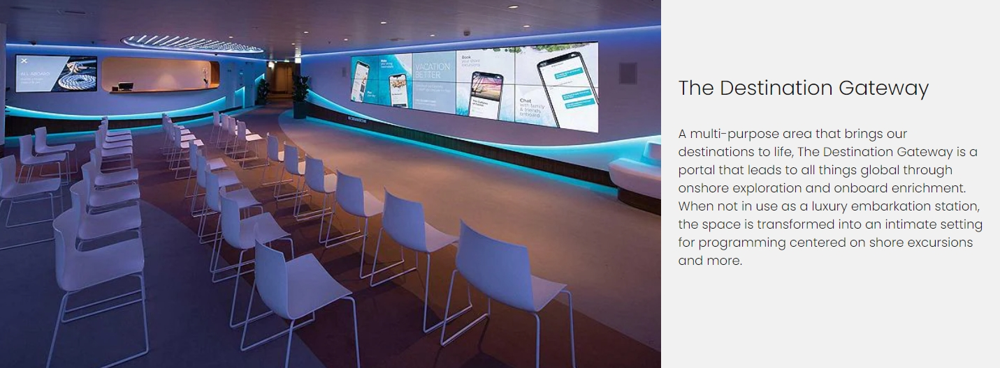 ALL ABOARD
VACATION
BETTER
Book
your shore
excursions
Chat
with family
& friends
onboard
The Destination Gateway
A multi-purpose area that brings our
destinations to life, The Destination Gateway is a
portal that leads to all things global through
onshore exploration and onboard enrichment.
When not in use as a luxury embarkation station,
the space is transformed into an intimate setting
for programming centered on shore excursions
and more.